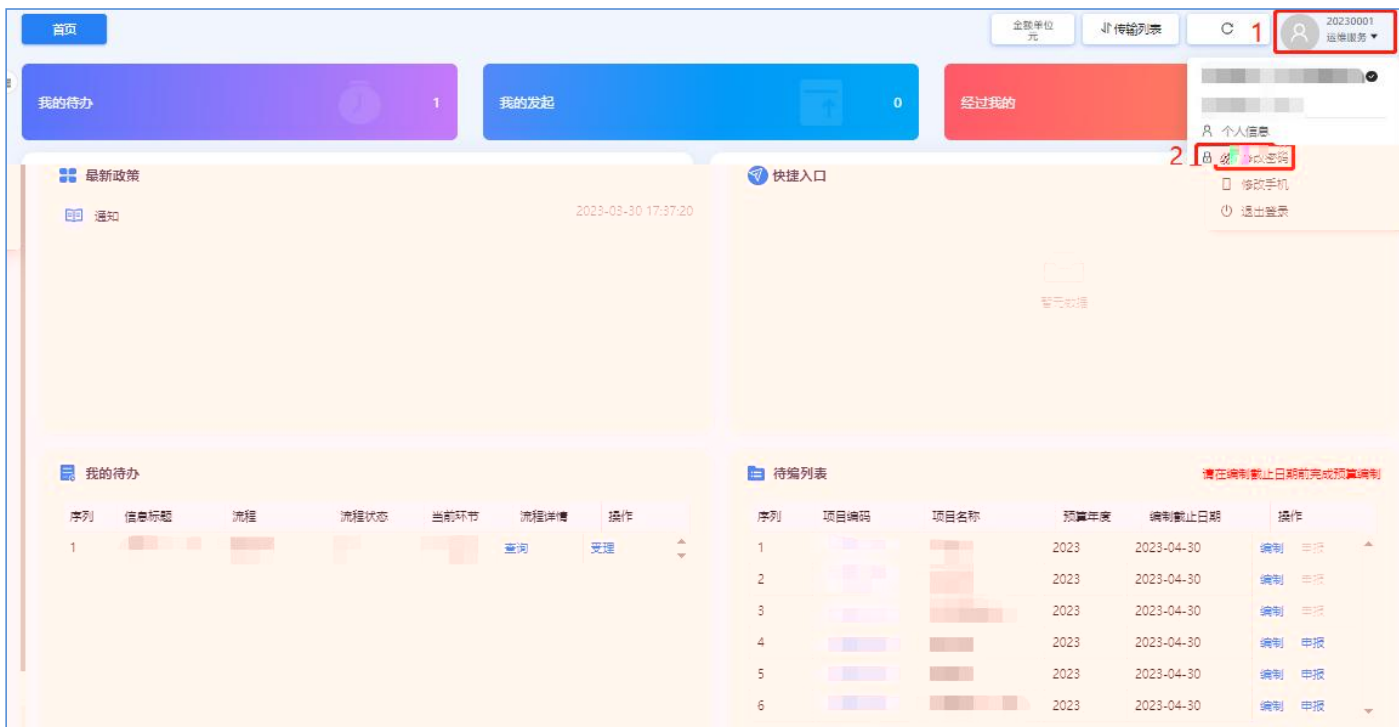 首页
金额单位
元
传输列表
1
20230001
运维服务
我的待办 1
我的发起 0
经过我的
个人信息
2
修改密码
修改手机
退出登录
最新政策
通知 2023-03-30 17:37:20
快捷入口
暂无数据
我的待办
序列 信息标题 流程 流程状态 当前环节 流程详情 操作
1 查询 受理
待编列表 请在编制截止日期前完成预算编制
序列 项目编码 项目名称 预算年度 编制截止日期 操作
1 2023 2023-04-30 编制 申报
2 2023 2023-04-30 编制 申报
3 2023 2023-04-30 编制 申报
4 2023 2023-04-30 编制 申报
5 2023 2023-04-30 编制 申报
6 2023 2023-04-30 编制 申报